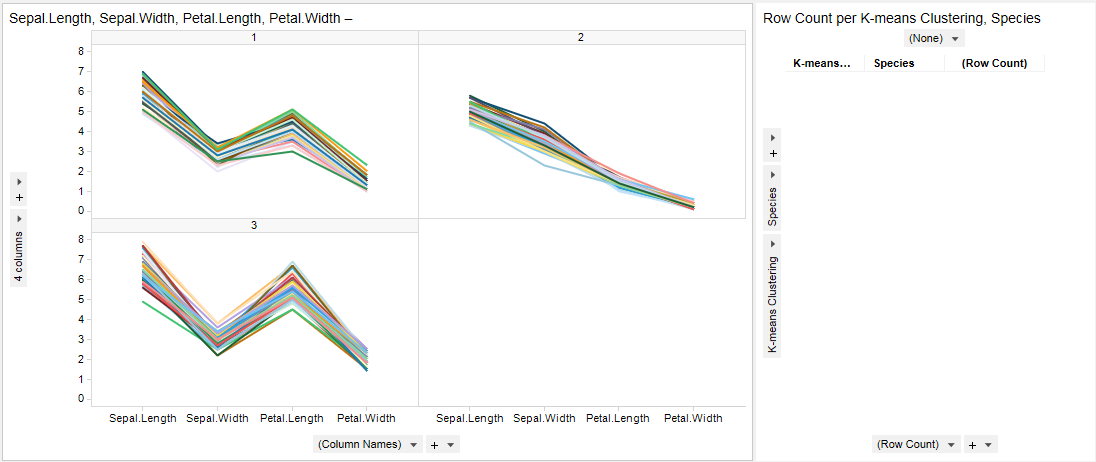 Sepal.Length, Sepal.Width, Petal.Length, Petal.Width –
1
2
8
7
6
5
4
3
2
1
0
3
8
7
6
5
4
3
2
1
0
+
4 columns
Sepal.Length Sepal.Width Petal.Length Petal.Width
Sepal.Length Sepal.Width Petal.Length Petal.Width
(Column Names)
+
Row Count per K-means Clustering, Species
(None)
K-means… Species (Row Count)
+
Species
K-means Clustering
(Row Count)
+